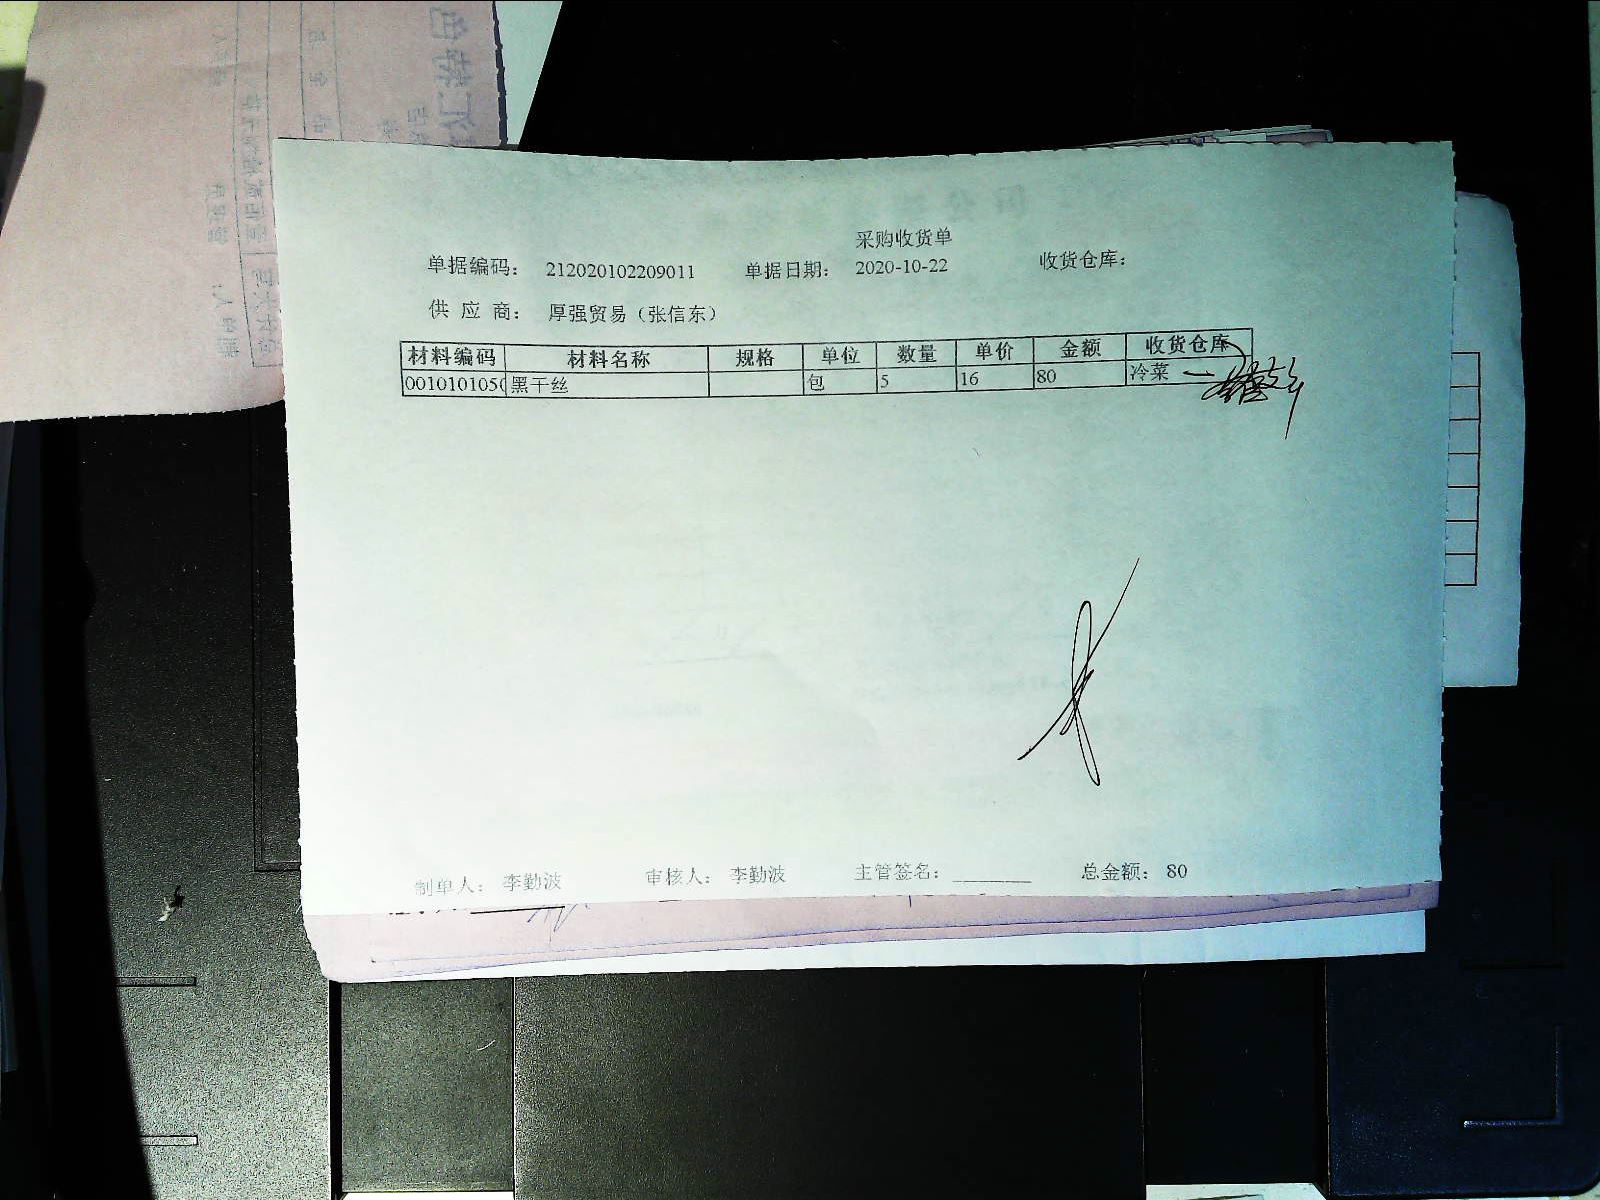 采购收货单
单据编码： 212020102209011 单据日期： 2020-10-22 收货仓库：
供 应 商： 厚强贸易（张信东）
材料编码 材料名称 规格 单位 数量 单价 金额 收货仓库
0010101050 黑干丝 包 5 16 80 冷菜
制单人： 李勤波 审核人： 李勤波 主管签名：________ 总金额： 80